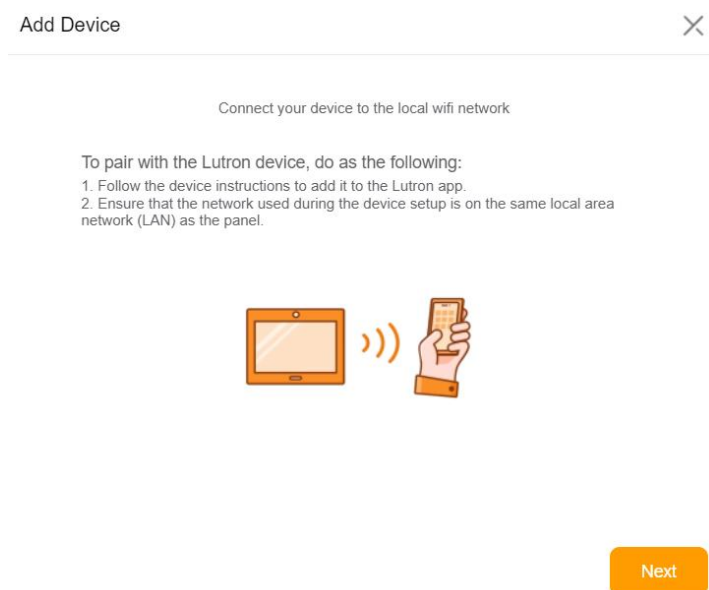 Add Device
Connect your device to the local wifi network
To pair with the Lutron device, do as the following:
1. Follow the device instructions to add it to the Lutron app.
2. Ensure that the network used during the device setup is on the same local area
network (LAN) as the panel.
Next